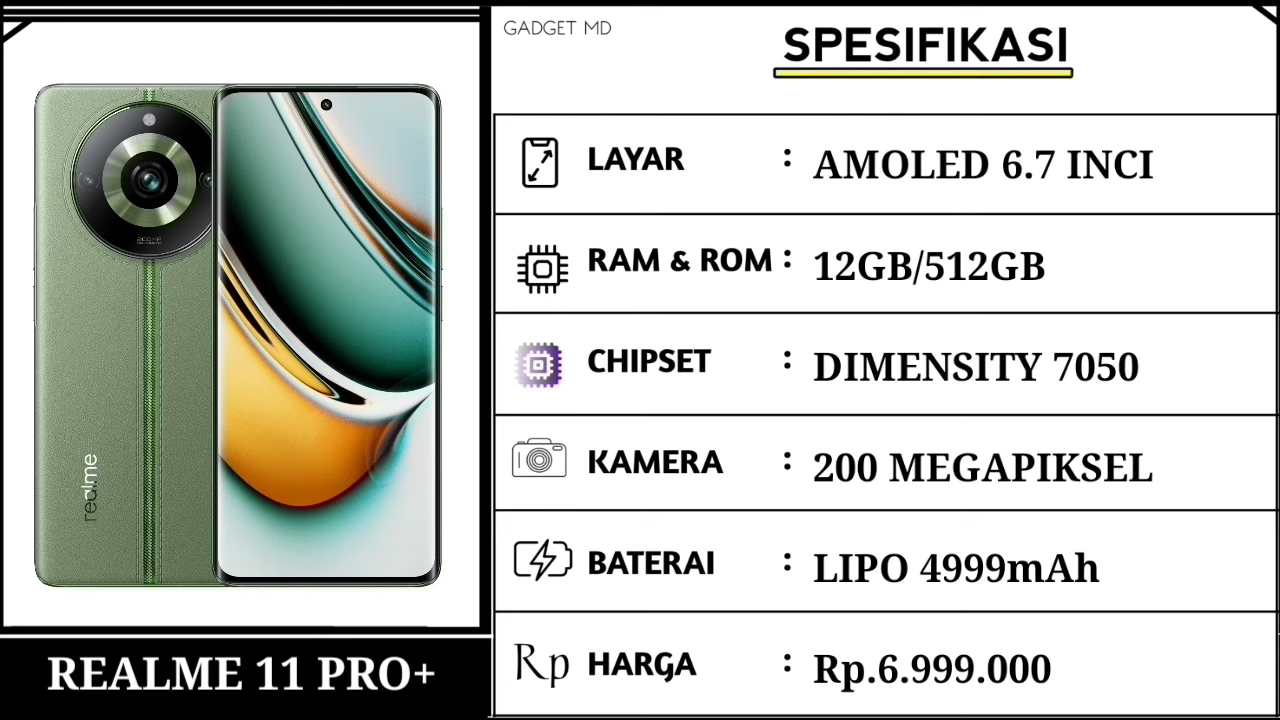 GADGET MD
SPESIFIKASI
LAYAR : AMOLED 6.7 INCI
RAM & ROM : 12GB/512GB
CHIPSET : DIMENSITY 7050
KAMERA : 200 MEGAPIKSEL
BATERAI : LIPO 4999mAh
Rp HARGA : Rp.6.999.000
realme
REALME 11 PRO+